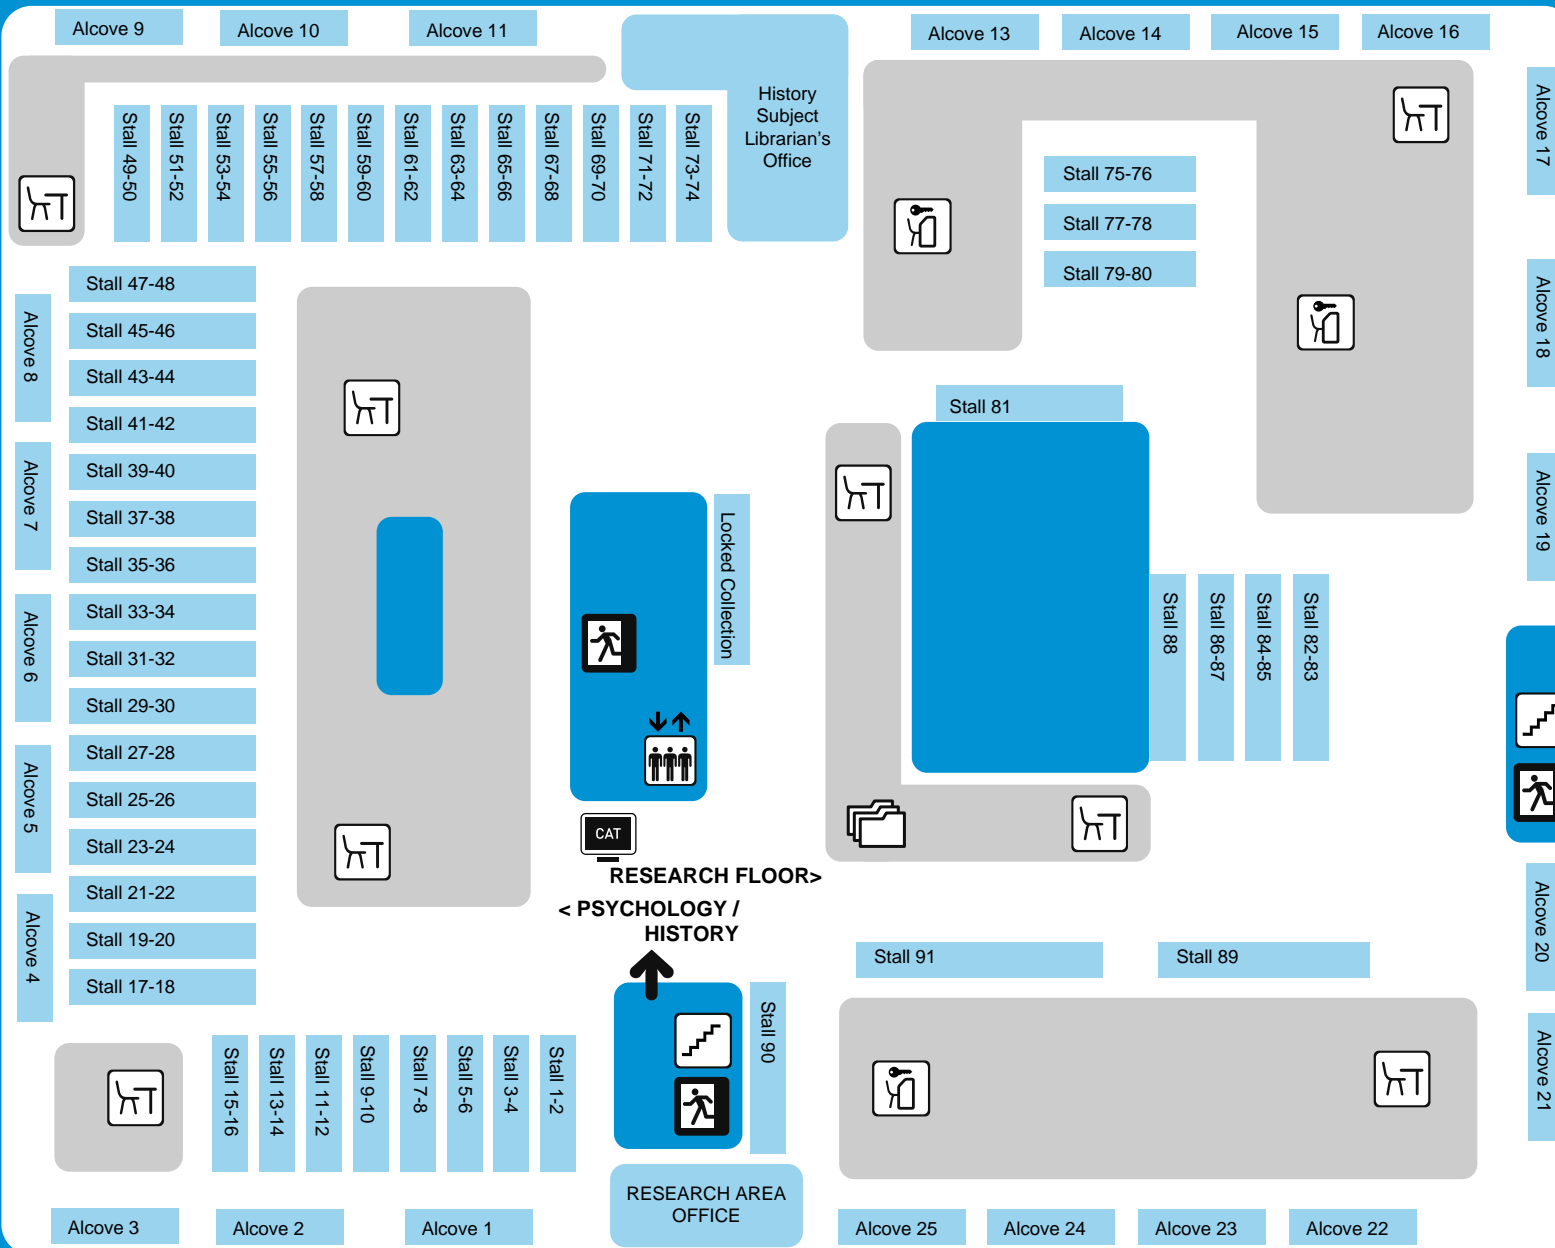 Alcove 9
Alcove 10
Alcove 11
Alcove 13
Alcove 14
Alcove 15
Alcove 16
History
Subject
Librarian's
Office
Alcove 17
Stall 49-50
Stall 51-52
Stall 53-54
Stall 55-56
Stall 57-58
Stall 59-60
Stall 61-62
Stall 63-64
Stall 65-66
Stall 67-68
Stall 69-70
Stall 71-72
Stall 73-74
Stall 75-76
Stall 77-78
Stall 79-80
Alcove 18
Stall 47-48
Stall 45-46
Stall 43-44
Stall 41-42
Stall 39-40
Stall 37-38
Stall 35-36
Stall 33-34
Stall 31-32
Stall 29-30
Stall 27-28
Stall 25-26
Stall 23-24
Stall 21-22
Stall 19-20
Stall 17-18
Alcove 8
Alcove 7
Alcove 6
Alcove 5
Alcove 4
Stall 81
Locked Collection
Alcove 19
Stall 88
Stall 86-87
Stall 84-85
Stall 82-83
CAT
RESEARCH FLOOR>
< PSYCHOLOGY /
HISTORY
Stall 91
Stall 89
Alcove 20
Alcove 21
Stall 90
Stall 15-16
Stall 13-14
Stall 11-12
Stall 9-10
Stall 7-8
Stall 5-6
Stall 3-4
Stall 1-2
RESEARCH AREA
OFFICE
Alcove 3
Alcove 2
Alcove 1
Alcove 25
Alcove 24
Alcove 23
Alcove 22